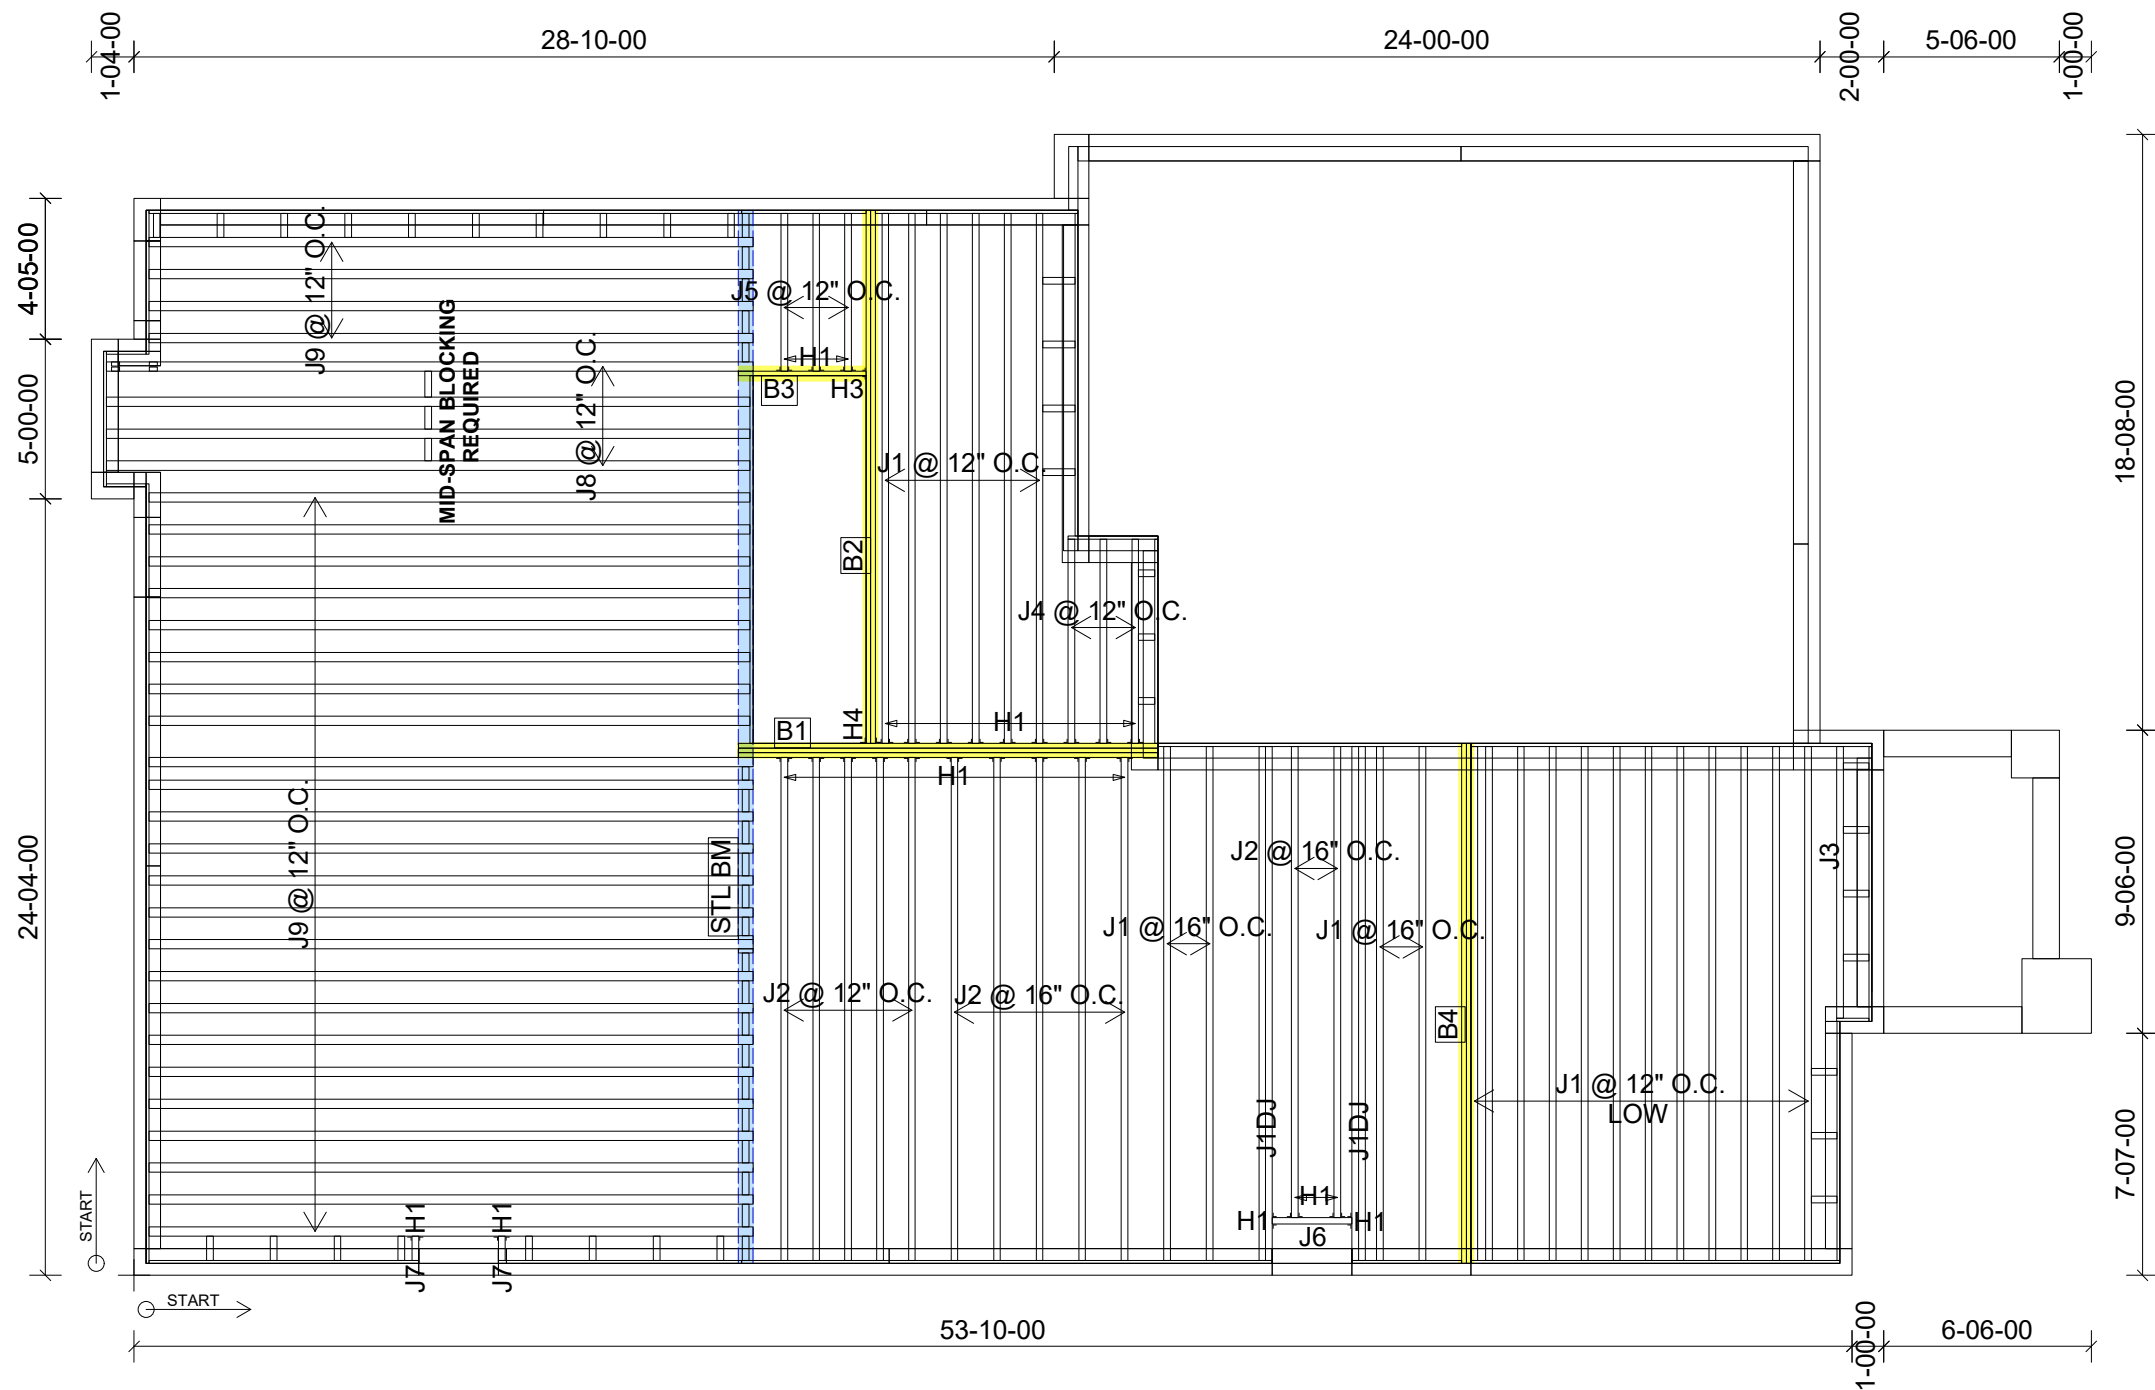 28-10-00
24-00-00
5-06-00
1-04-00
2-00-00
1-00-00
4-05-00
5-00-00
24-04-00
18-08-00
9-06-00
7-07-00
J9 @ 12" O.C.
MID-SPAN BLOCKING
REQUIRED
J8 @ 12" O.C.
J5 @ 12" O.C.
H1
B3
H3
J1 @ 12" O.C.
B2
J4 @ 12" O.C.
B1
H4
H1
H1
J9 @ 12" O.C.
STL BM
J2 @ 12" O.C.
J2 @ 16" O.C.
J1 @ 16" O.C.
J2 @ 16" O.C.
J1 @ 16" O.C.
J3
B4
J1 @ 12" O.C.
LOW
J1DJ
J1DJ
H1
H1
H1
J6
J7
H1
J7
H1
START
START
53-10-00
1-00-00
6-06-00